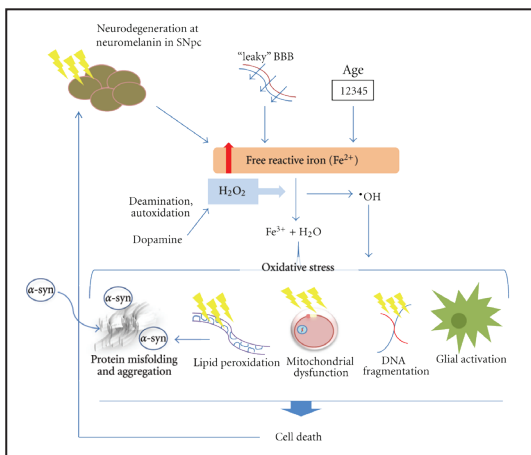 Neurodegeneration at
neuromelanin in SNpc
"leaky" BBB
Age
12345
Free reactive iron (Fe²⁺)
H₂O₂
Deamination,
autoxidation
Dopamine
•OH
Fe³⁺ + H₂O
Oxidative stress
α-syn
α-syn
α-syn
Protein misfolding
and aggregation
Lipid peroxidation
Mitochondrial
dysfunction
DNA
fragmentation
Glial activation
Cell death